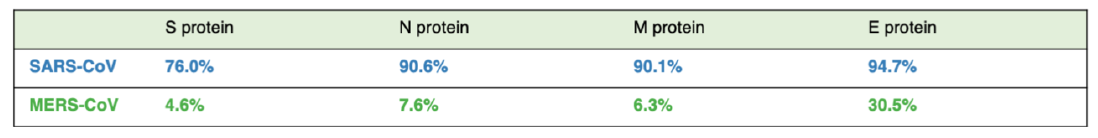 S protein N protein M protein E protein
SARS-CoV 76.0% 90.6% 90.1% 94.7%
MERS-CoV 4.6% 7.6% 6.3% 30.5%